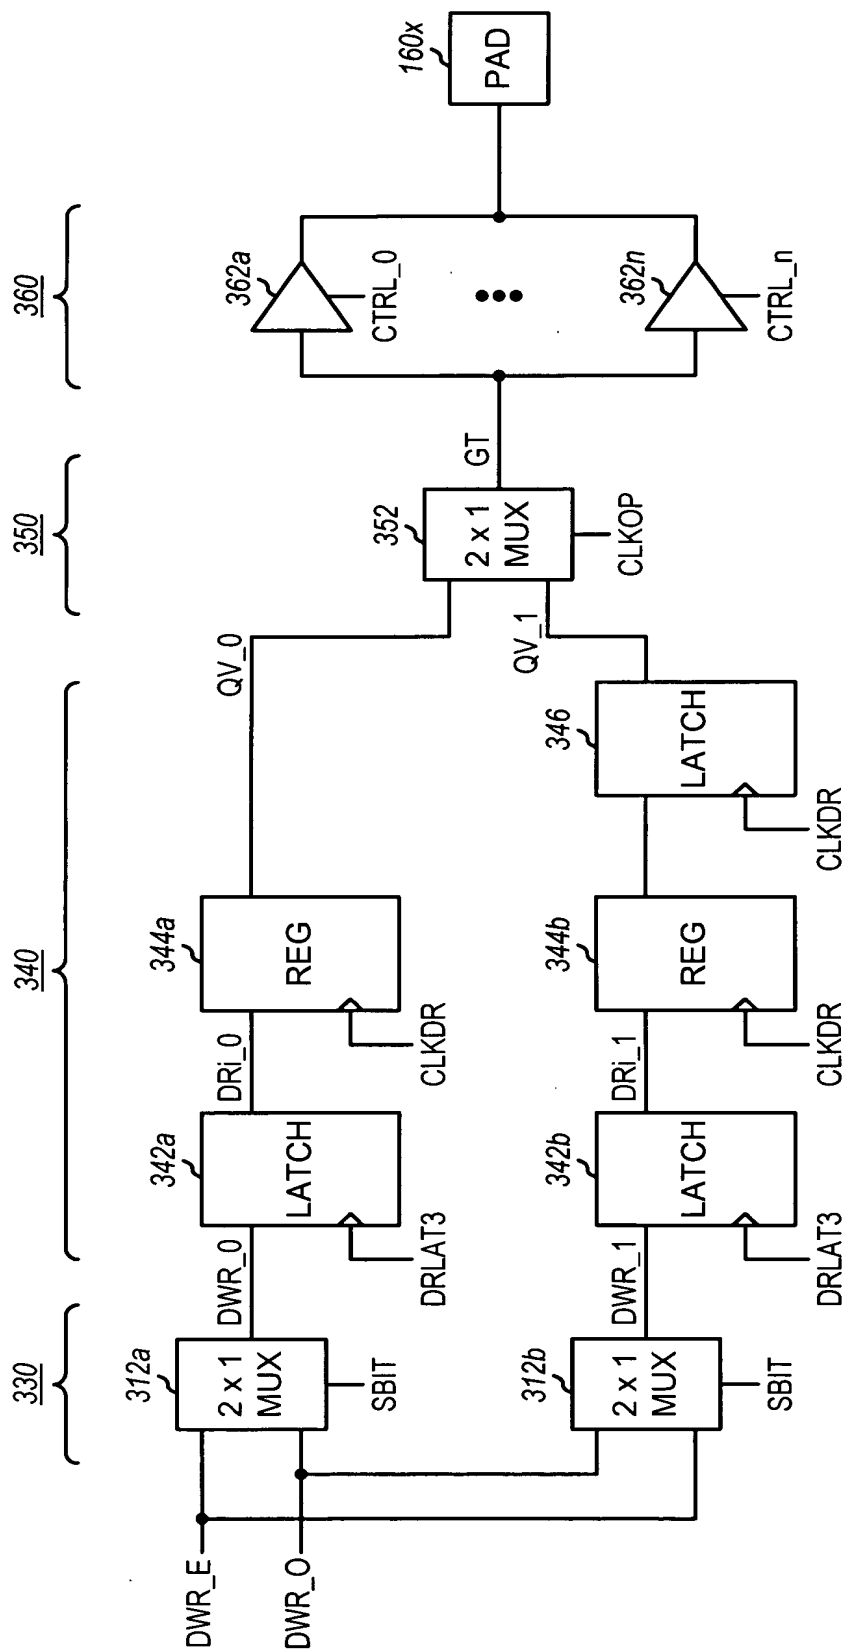 330
340
350
360
DWR_E
DWR_O
312a
2 x 1
MUX
SBIT
DWR_0
342a
LATCH
DRLAT3
DRi_0
344a
REG
CLKDR
QV_0
312b
2 x 1
MUX
SBIT
DWR_1
342b
LATCH
DRLAT3
DRi_1
344b
REG
CLKDR
346
LATCH
CLKDR
QV_1
352
2 x 1
MUX
CLKOP
GT
362a
CTRL_0
362n
CTRL_n
160x
PAD